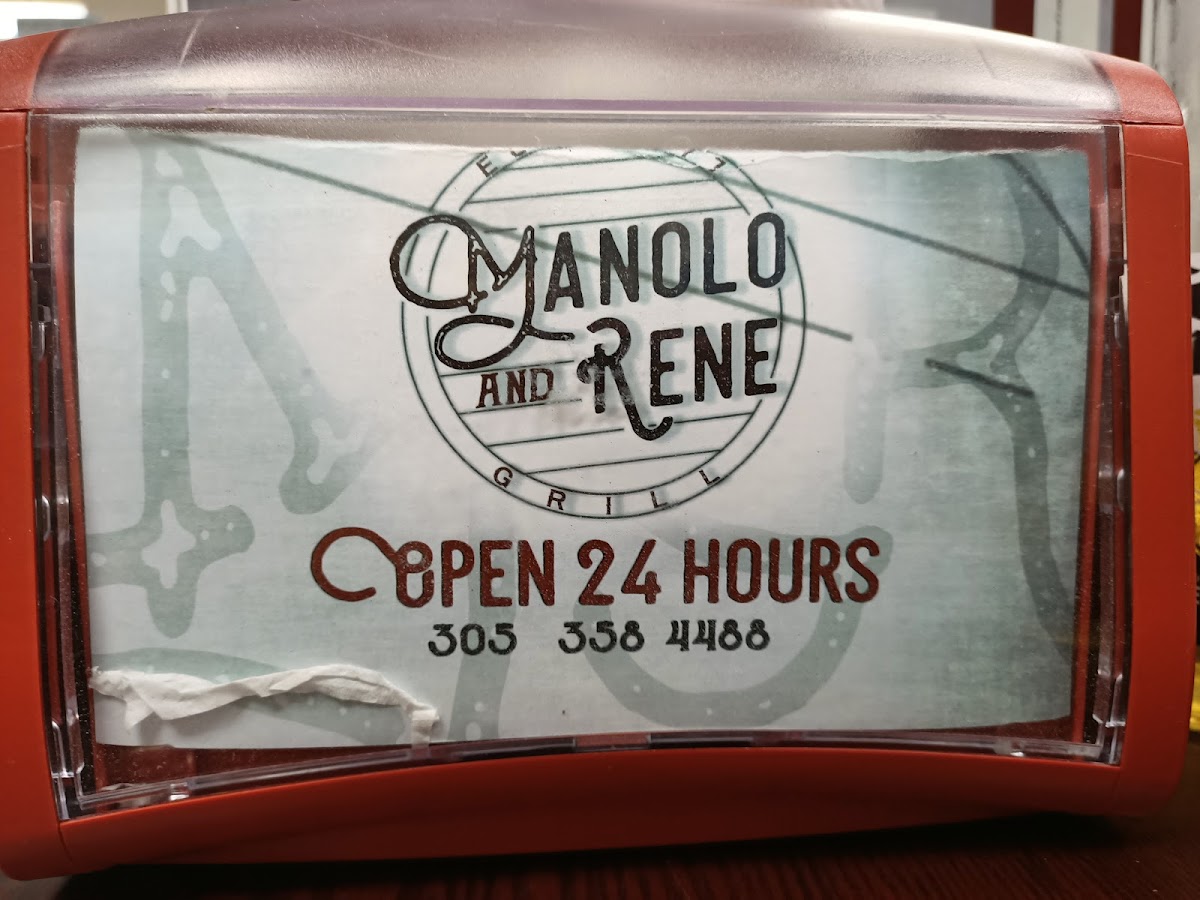 MANOLO
AND RENE
GRILL
OPEN 24 HOURS
305 358 4488